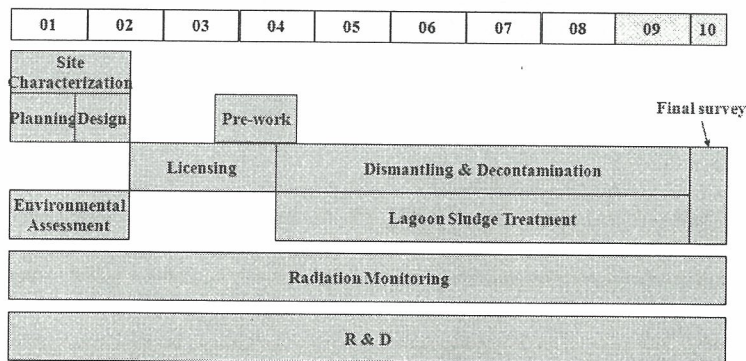 01 02 03 04 05 06 07 08 09 10
Site
Characterization
Planning Design
Pre-work
Final survey
Licensing
Dismantling & Decontamination
Environmental
Assessment
Lagoon Sludge Treatment
Radiation Monitoring
R & D